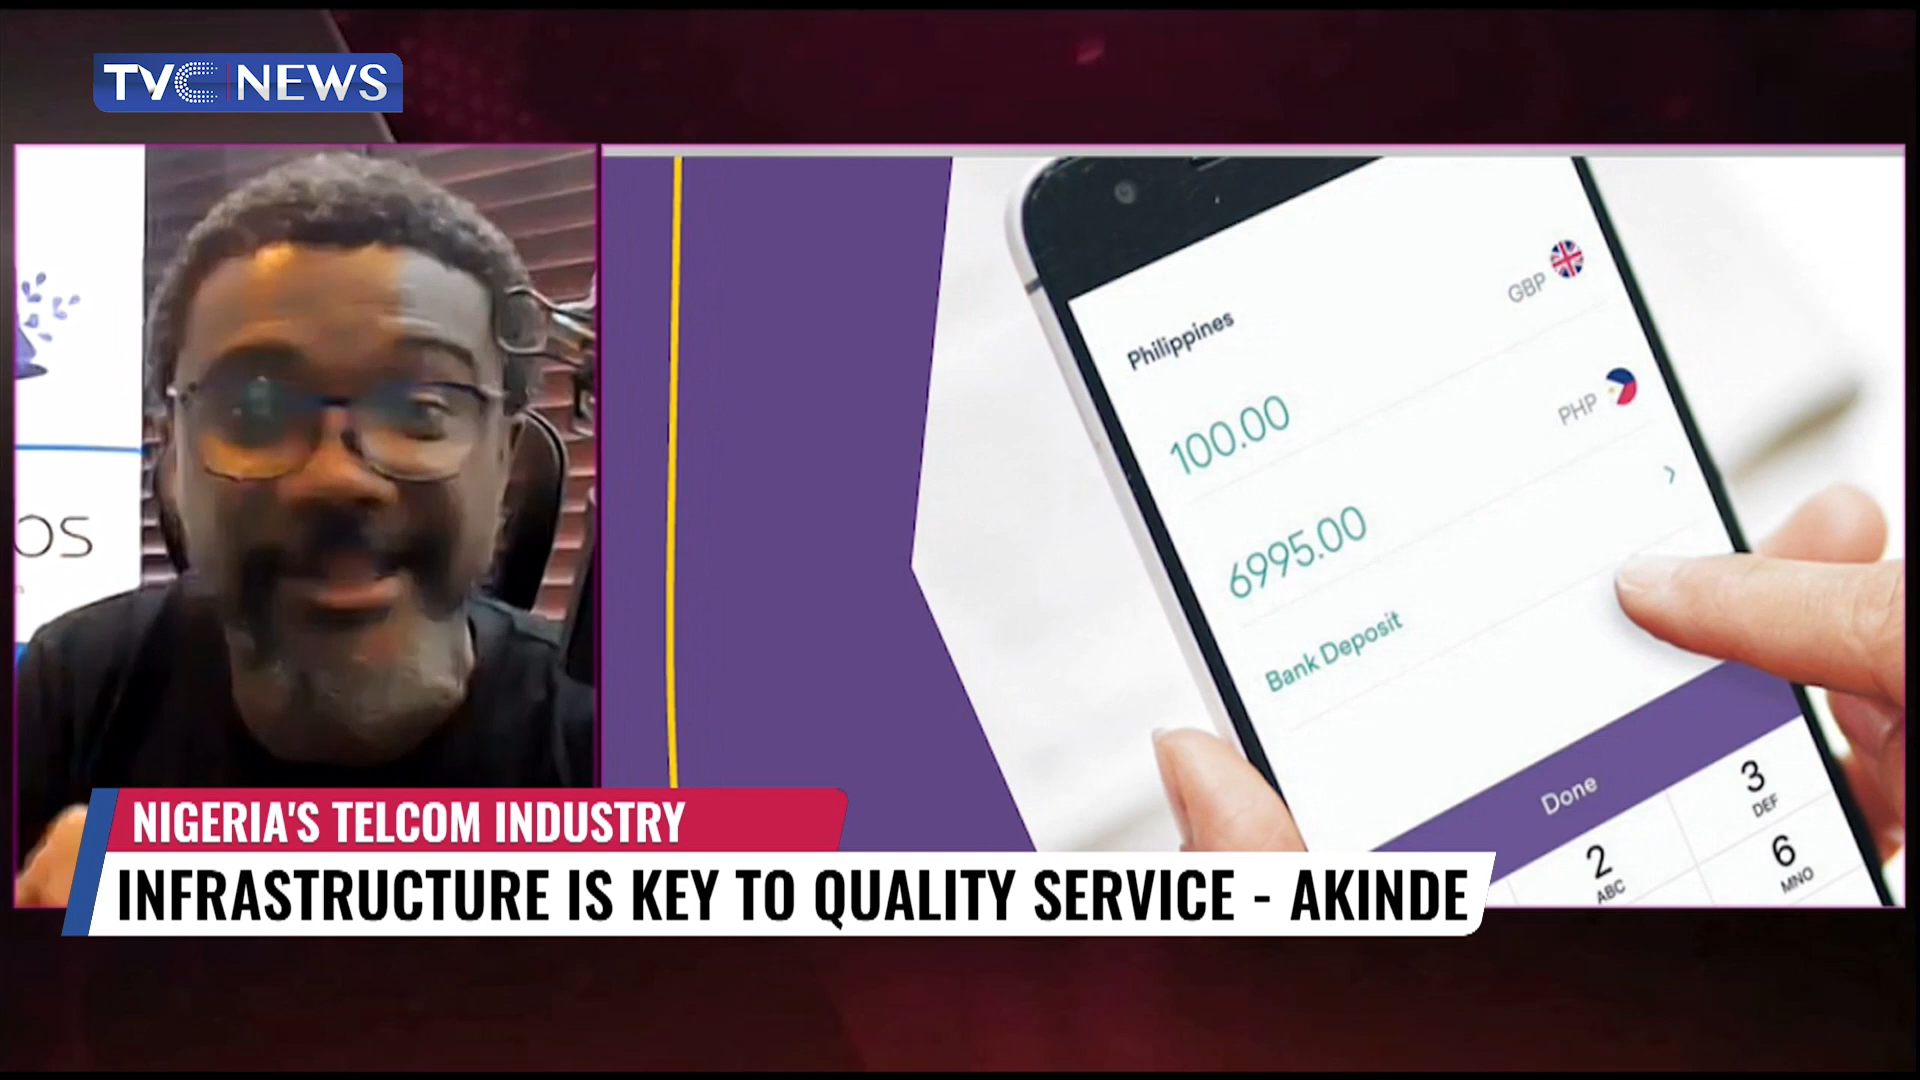 TVC NEWS
OS
Philippines
GBP
100.00
PHP
6995.00
Bank Deposit
Done
2
ABC
3
DEF
6
MNO
NIGERIA'S TELCOM INDUSTRY
INFRASTRUCTURE IS KEY TO QUALITY SERVICE - AKINDE